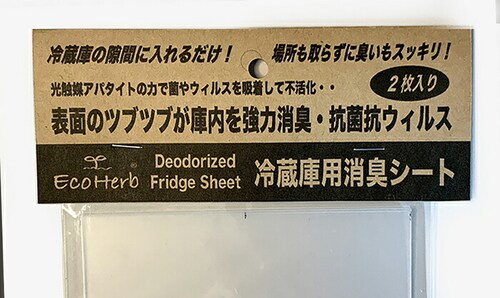 冷蔵庫の隙間に入れるだけ！ 場所も取らずに臭いもスッキリ！
光触媒アパタイトの力で菌やウィルスを吸着して不活化・・
2枚入り
表面のツブツブが庫内を強力消臭・抗菌抗ウィルス
EcoHerb®
Deodorized
Fridge Sheet
冷蔵庫用消臭シート